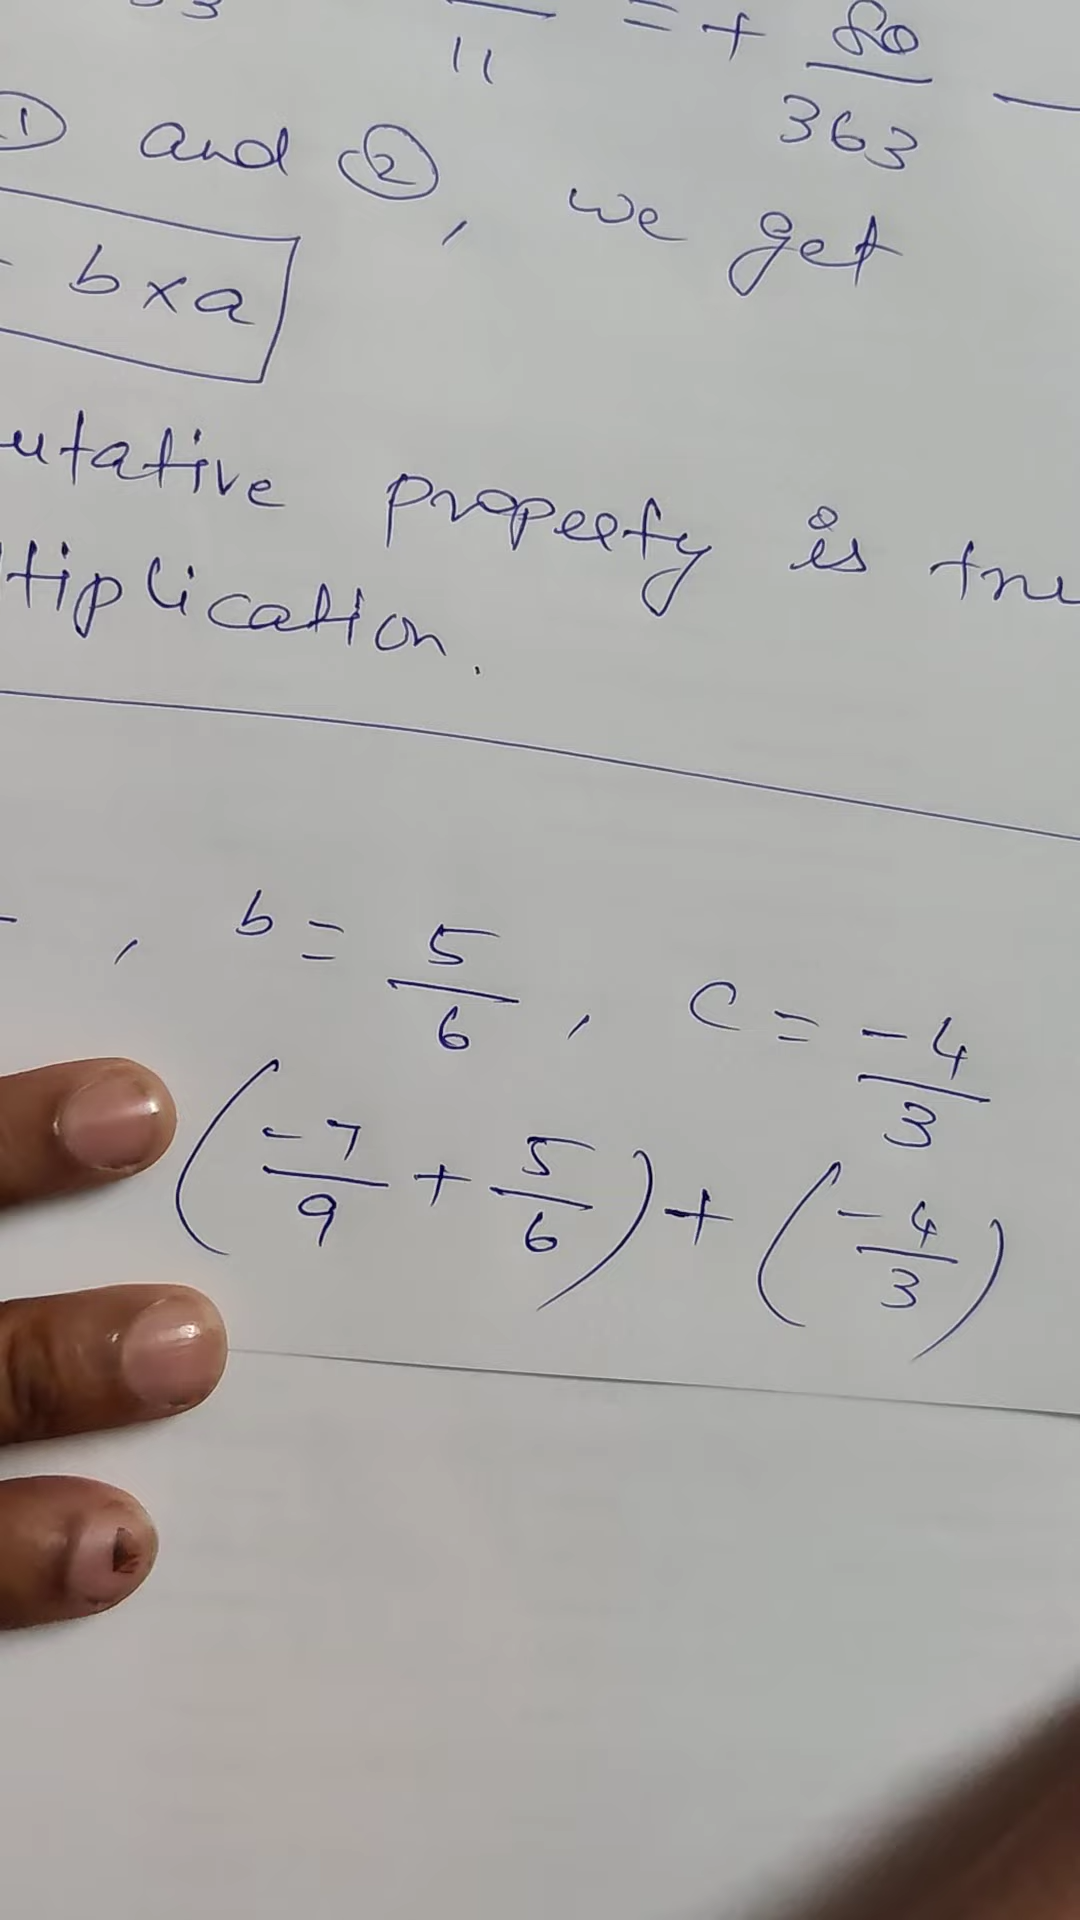 11 = + 80/363
① and ②, we get
b×a
utative property is tru
tiplication.
, b = 5/6, c = -4/3
(-7/9 + 5/6) + (-4/3)